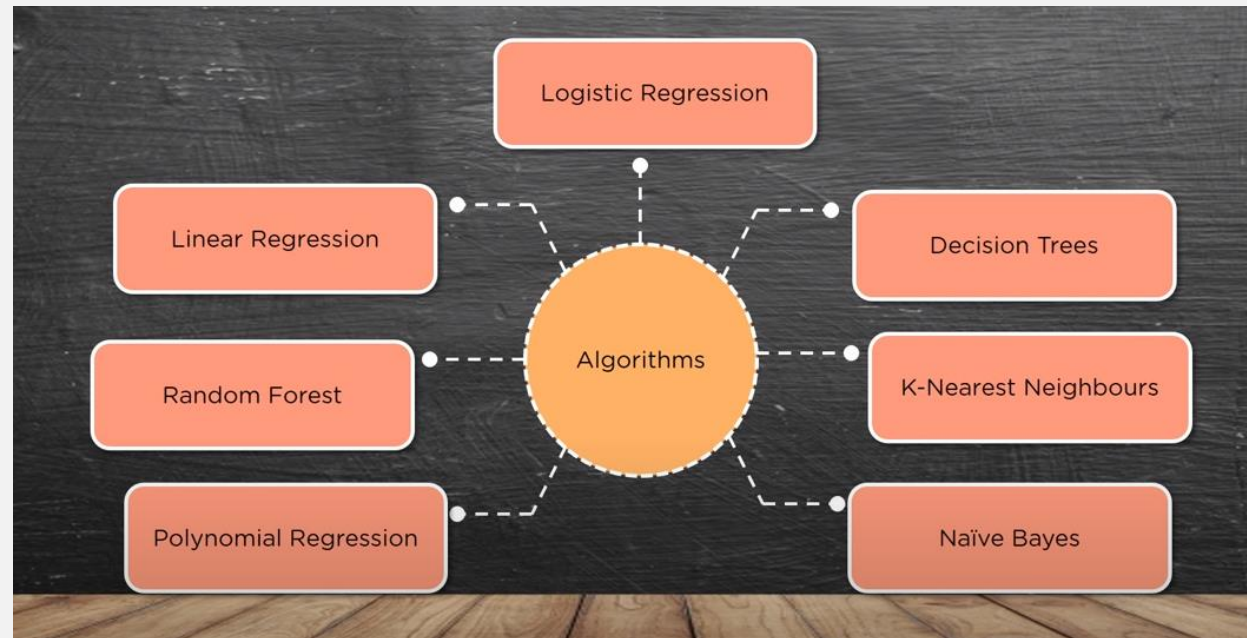 Logistic Regression
Linear Regression
Decision Trees
Algorithms
Random Forest
K-Nearest Neighbours
Polynomial Regression
Naïve Bayes